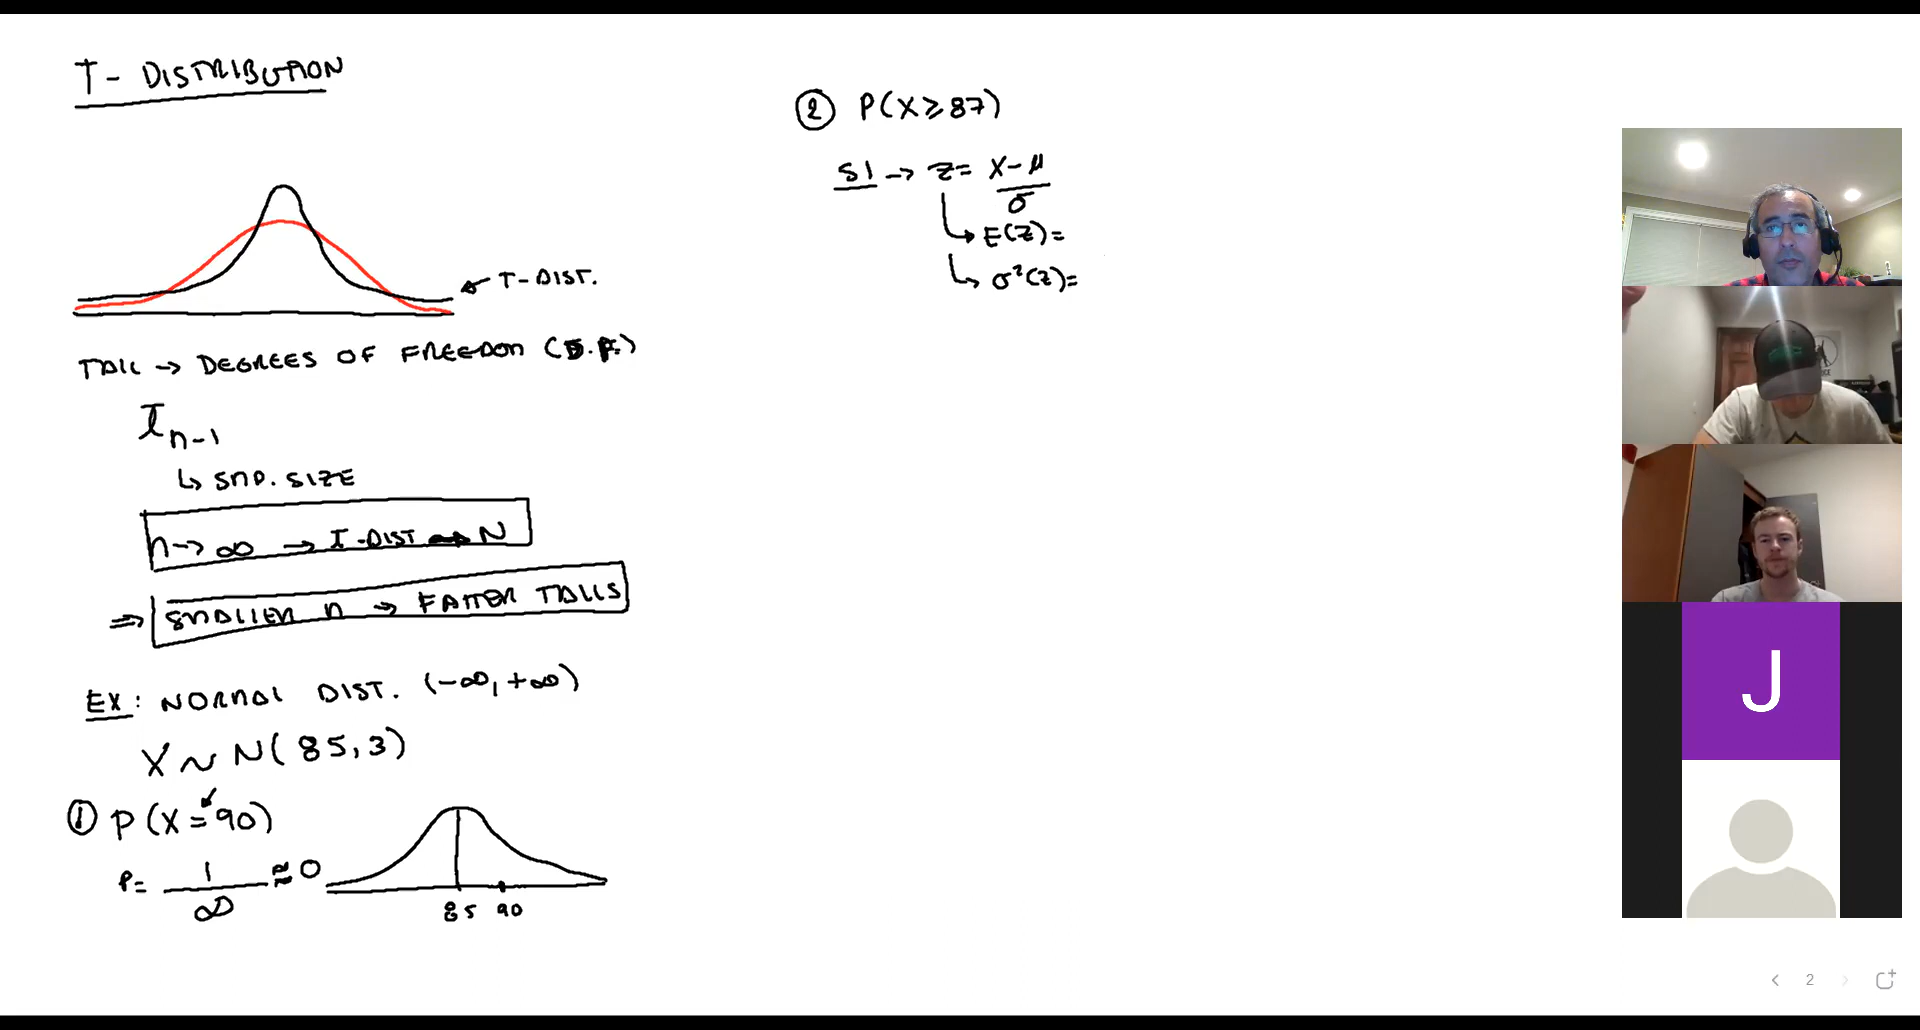 T- DISTRIBUTION
← T-DIST.
TAIL → DEGREES OF FREEDOM (D.F.)
T n-1
↳ SMP. SIZE
n → ∞ → T-DIST → N
⇒ SMALLER n → FATTER TAILS
EX: NORMAL DIST. (-∞, +∞)
X ~ N(85,3)
① P(X=90)
P= 1/∞ ≈ 0
85 90
② P(X≥87)
S1 → Z= X-μ/σ
↳ E(Z)=
↳ σ²(Z)=
J
2